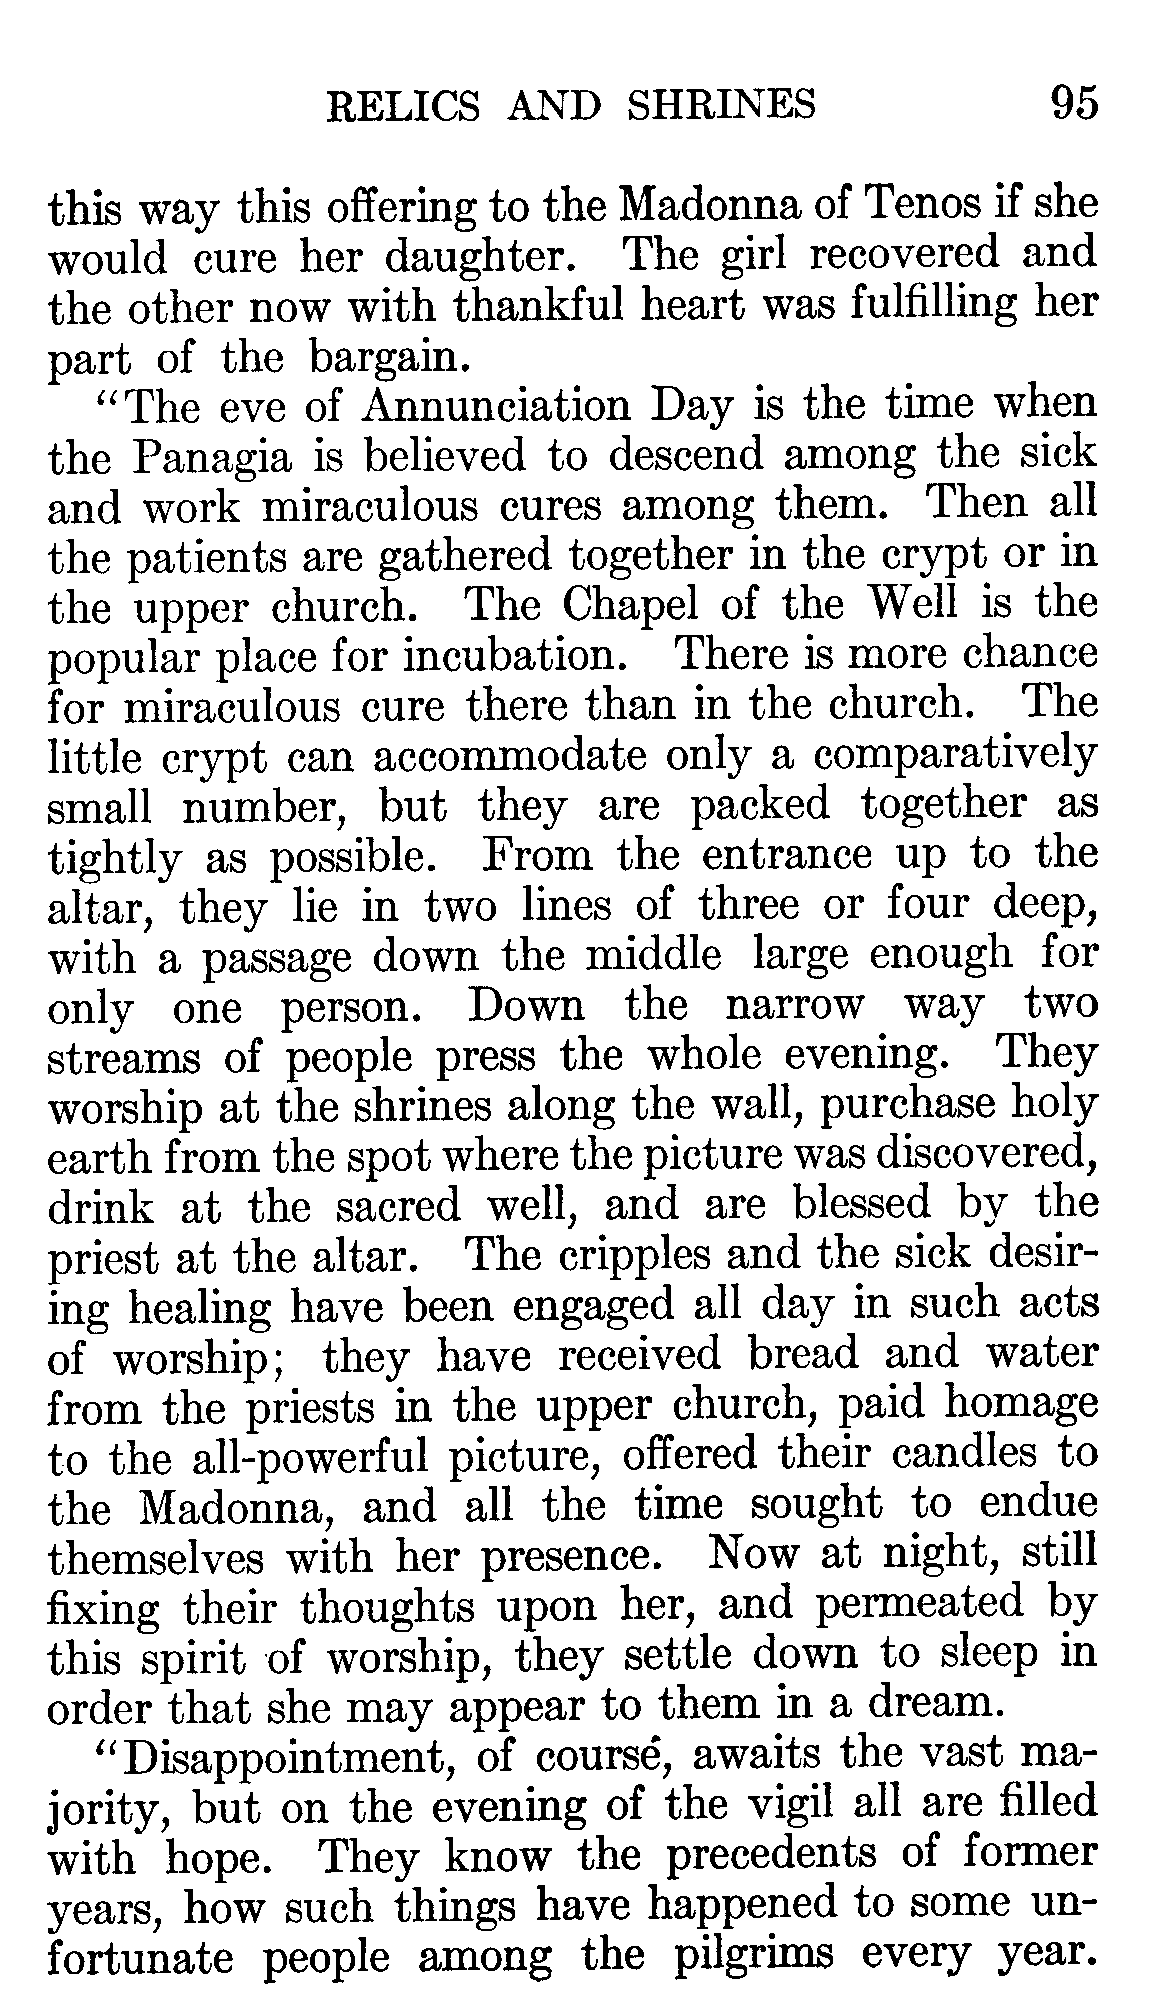 RELICS AND SHRINES 95
this way this offering to the Madonna of Tenos if she
would cure her daughter. The girl recovered and
the other now with thankful heart was fulfilling her
part of the bargain.
"The eve of Annunciation Day is the time when
the Panagia is believed to descend among the sick
and work miraculous cures among them. Then all
the patients are gathered together in the crypt or in
the upper church. The Chapel of the Well is the
popular place for incubation. There is more chance
for miraculous cure there than in the church. The
little crypt can accommodate only a comparatively
small number, but they are packed together as
tightly as possible. From the entrance up to the
altar, they lie in two lines of three or four deep,
with a passage down the middle large enough for
only one person. Down the narrow way two
streams of people press the whole evening. They
worship at the shrines along the wall, purchase holy
earth from the spot where the picture was discovered,
drink at the sacred well, and are blessed by the
priest at the altar. The cripples and the sick desir-
ing healing have been engaged all day in such acts
of worship; they have received bread and water
from the priests in the upper church, paid homage
to the all-powerful picture, offered their candles to
the Madonna, and all the time sought to endue
themselves with her presence. Now at night, still
fixing their thoughts upon her, and permeated by
this spirit of worship, they settle down to sleep in
order that she may appear to them in a dream.
"Disappointment, of course, awaits the vast ma-
jority, but on the evening of the vigil all are filled
with hope. They know the precedents of former
years, how such things have happened to some un-
fortunate people among the pilgrims every year.